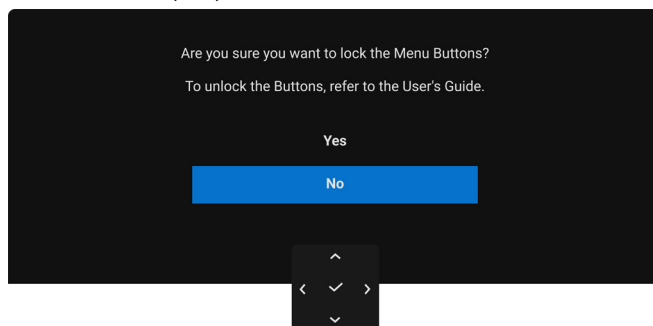 Are you sure you want to lock the Menu Buttons?
To unlock the Buttons, refer to the User's Guide.
Yes
No